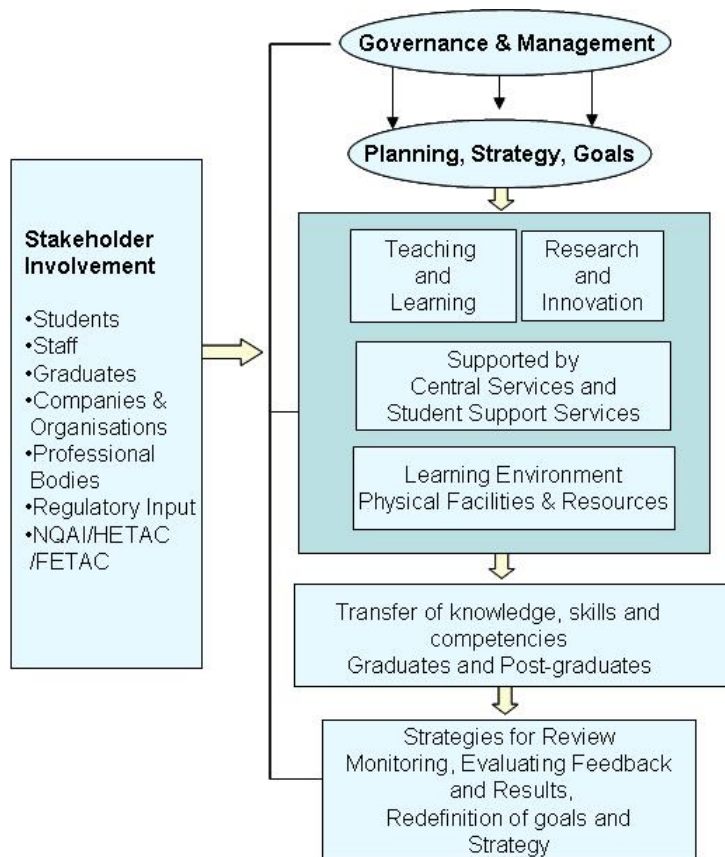 Governance & Management
Planning, Strategy, Goals
Stakeholder
Involvement
•Students
•Staff
•Graduates
•Companies &
Organisations
•Professional
Bodies
•Regulatory Input
•NQAI/HETAC
/FETAC
Teaching
and
Learning
Research
and
Innovation
Supported by
Central Services and
Student Support Services
Learning Environment
Physical Facilities & Resources
Transfer of knowledge, skills and
competencies
Graduates and Post-graduates
Strategies for Review
Monitoring, Evaluating Feedback
and Results,
Redefinition of goals and
Strategy